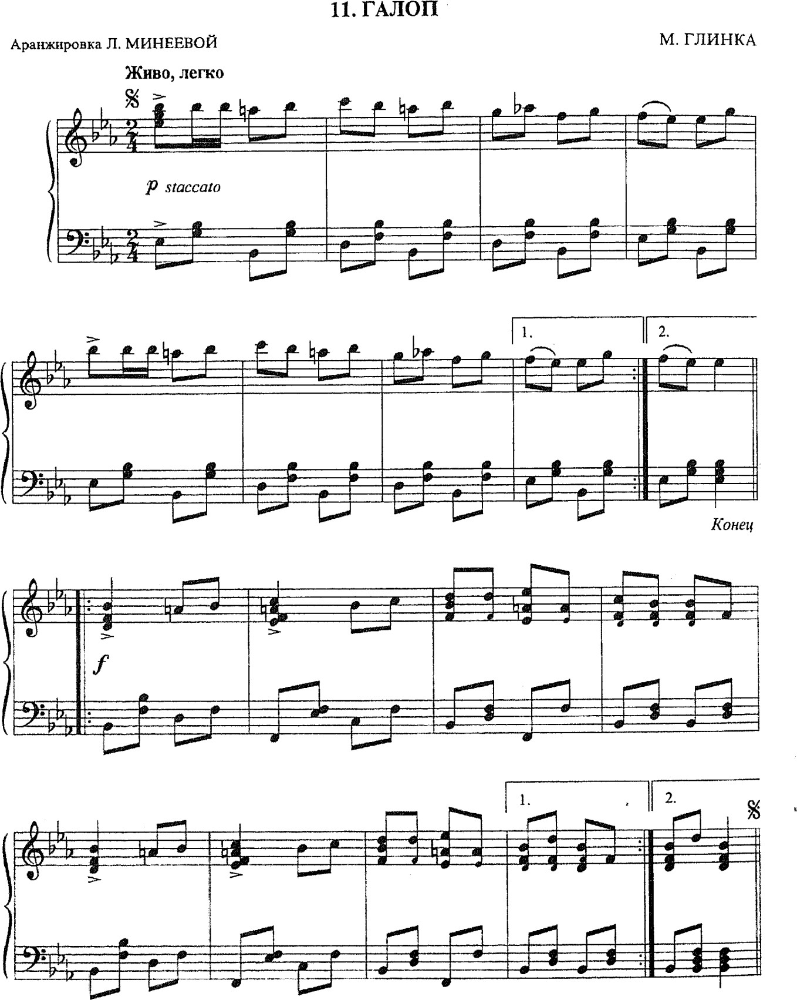 11. ГАЛОП
Аранжировка Л. МИНЕЕВОЙ
М. ГЛИНКА
Живо, легко
p staccato
1.
2.
Конец
f
1.
2.